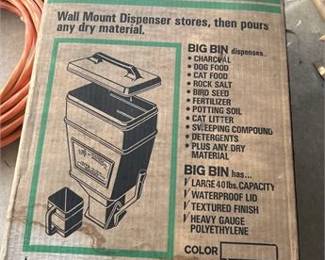 Wall Mount Dispenser stores, then pours
any dry material.
BIG BIN dispenses...
• CHARCOAL
• DOG FOOD
• CAT FOOD
• ROCK SALT
• BIRD SEED
• FERTILIZER
• POTTING SOIL
• CAT LITTER
• SWEEPING COMPOUND
• DETERGENTS
• PLUS ANY DRY
MATERIAL
BIG BIN has...
√ LARGE 40 lbs. CAPACITY
√ WATERPROOF LID
√ TEXTURED FINISH
√ HEAVY GAUGE
POLYETHYLENE
COLOR